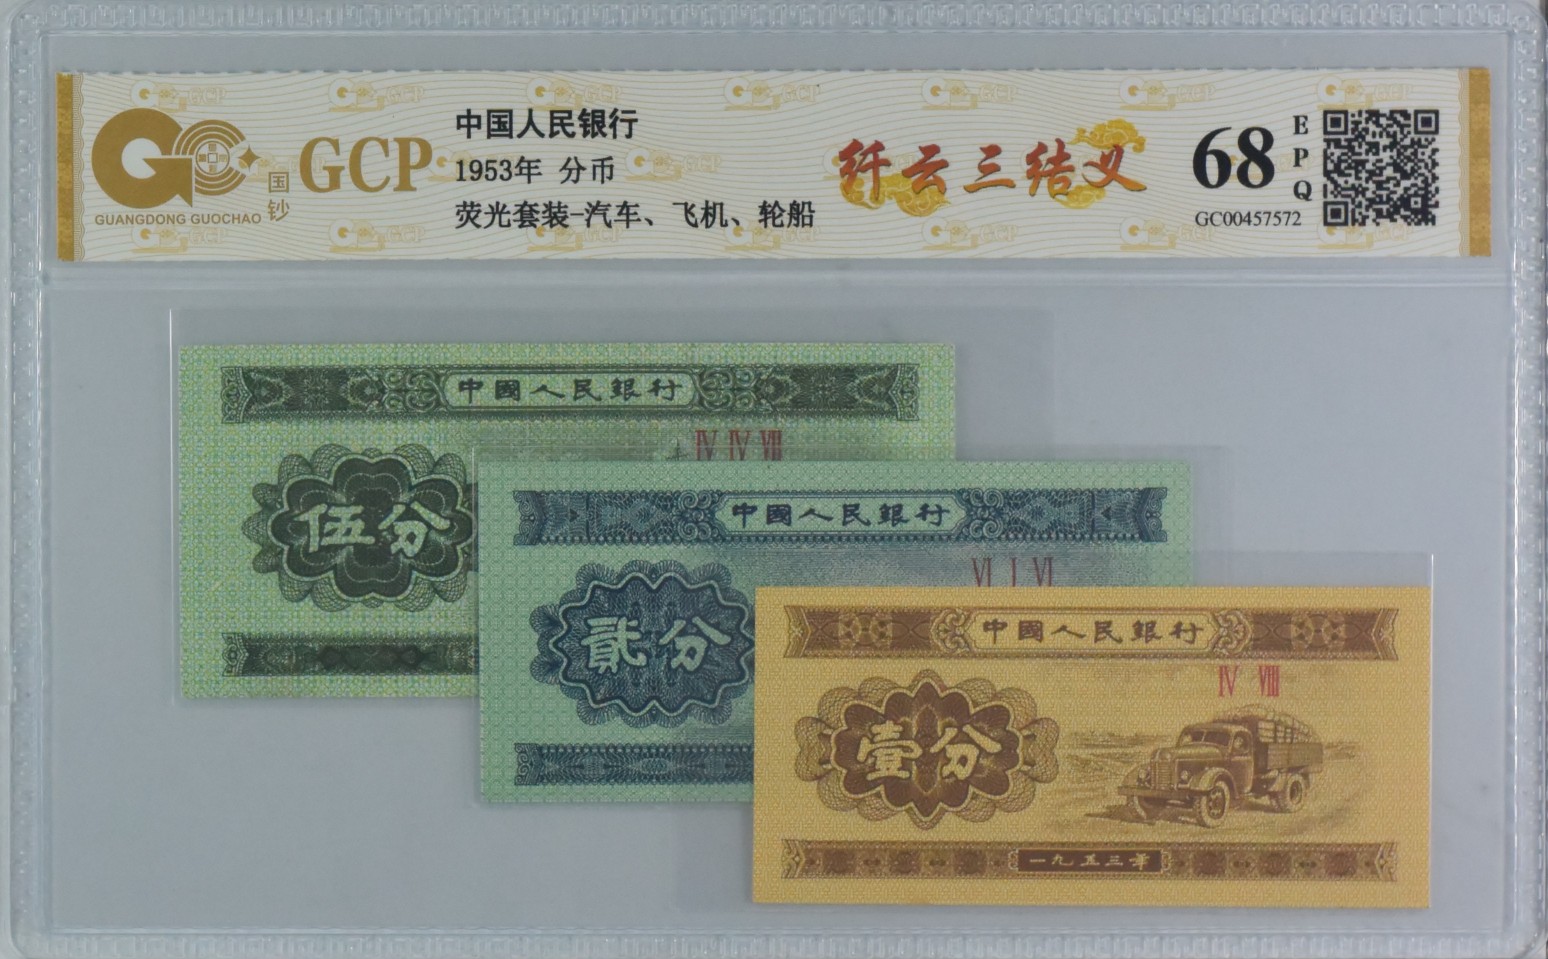 GCP
国钞
GUANGDONG GUOCHAO
中国人民银行
1953年 分币
荧光套装-汽车、飞机、轮船
纤云三结义
68
EPQ
GC00457572
中國人民銀行
IV IV VII
伍分
中國人民銀行
VI I VI
貳分
中國人民銀行
IV VIII
壹分
一九五三年